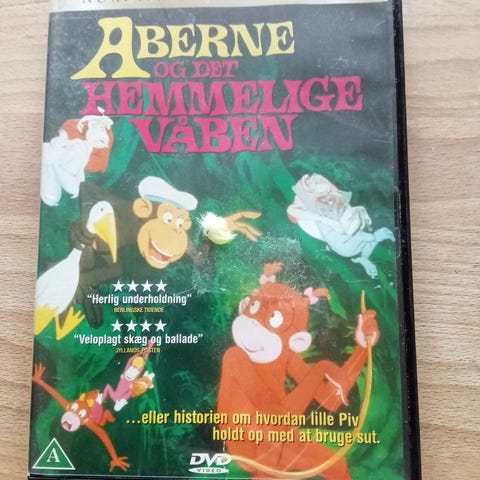 ABERNE
OG DET
HEMMELIGE
VÅBEN
★★★★
"Herlig underholdning"
BERLINGSKE TIDENDE
★★★★
"Veloplagt skæg og ballade"
JYLLANDS-POSTEN
...eller historien om hvordan lille Piv
holdt op med at bruge sut.
A
DVD
VIDEO